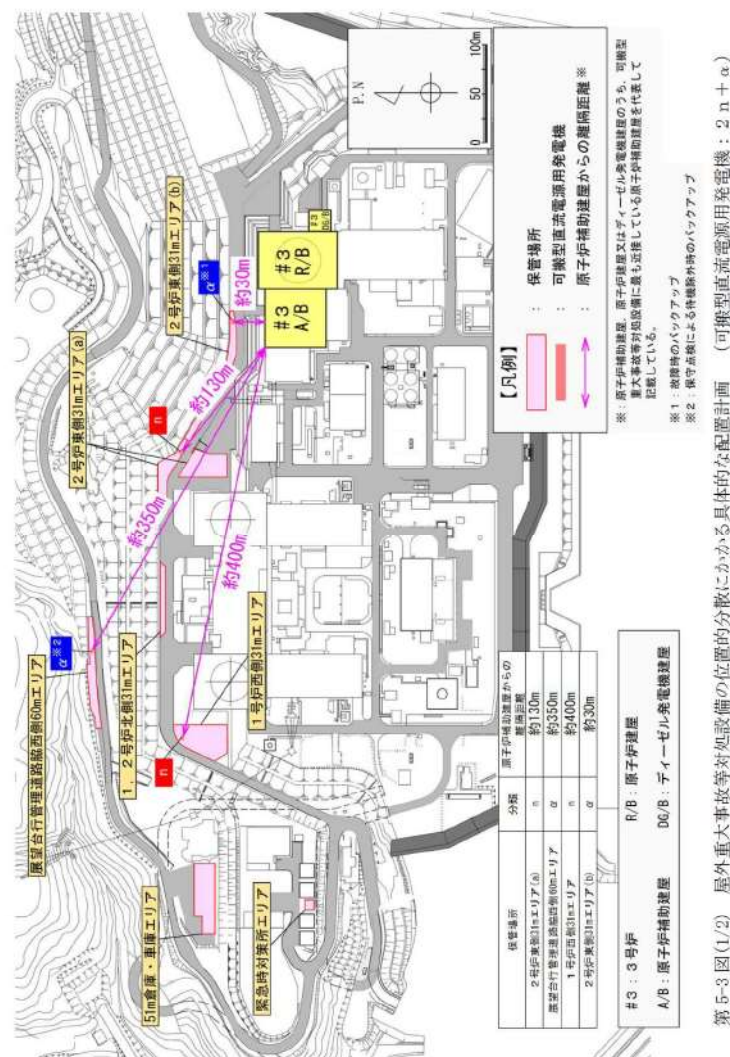 展望台行管理道路脇西側60mエリア
α※2
2号炉東側31mエリア(a)
2号炉東側31mエリア(b)
α※1
約30m
#3
R/B
#3
A/B
#3
DG/B
n
約130m
約350m
約400m
1、2号炉北側31mエリア
n
1号炉西側31mエリア
51m倉庫・車庫エリア
緊急時対策所エリア
P.N
0
50
100m
【凡例】
： 保管場所
： 可搬型直流電源用発電機
： 原子炉補助建屋からの離隔距離※
※：原子炉補助建屋、原子炉建屋又はディーゼル発電機建屋のうち、可搬型
重大事故等対処設備に最も近接している原子炉補助建屋を代表して
記載している。
※1：故障時のバックアップ
※2：保守点検による待機除外時のバックアップ
保管場所 分類 原子炉補助建屋からの離隔距離
2号炉東側31mエリア(a) n 約130m
展望台行管理道路脇西側60mエリア α 約350m
1号炉西側31mエリア n 約400m
2号炉東側31mエリア(b) α 約30m
#3：3号炉 R/B：原子炉建屋
A/B：原子炉補助建屋 DG/B：ディーゼル発電機建屋
第5-3図(1/2) 屋外重大事故等対処設備の位置的分散にかかる具体的な配置計画 (可搬型直流電源用発電機：2n+α)